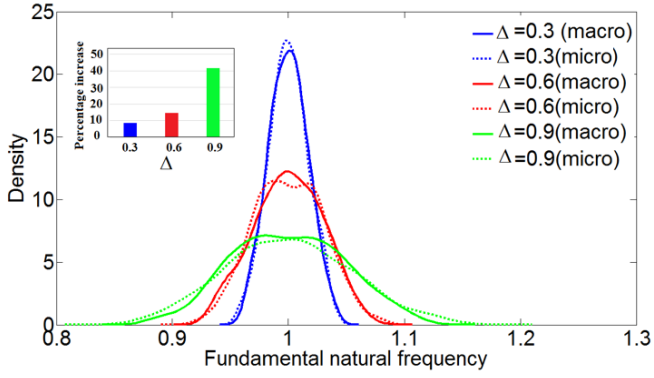 25
20
15
10
5
0
Density
0.8
0.9
1
1.1
1.2
1.3
Fundamental natural frequency
Percentage increase
50
40
30
20
10
0
0.3
0.6
0.9
Δ
Δ=0.3 (macro)
Δ=0.3(micro)
Δ=0.6(macro)
Δ=0.6(micro)
Δ=0.9(macro)
Δ=0.9(micro)